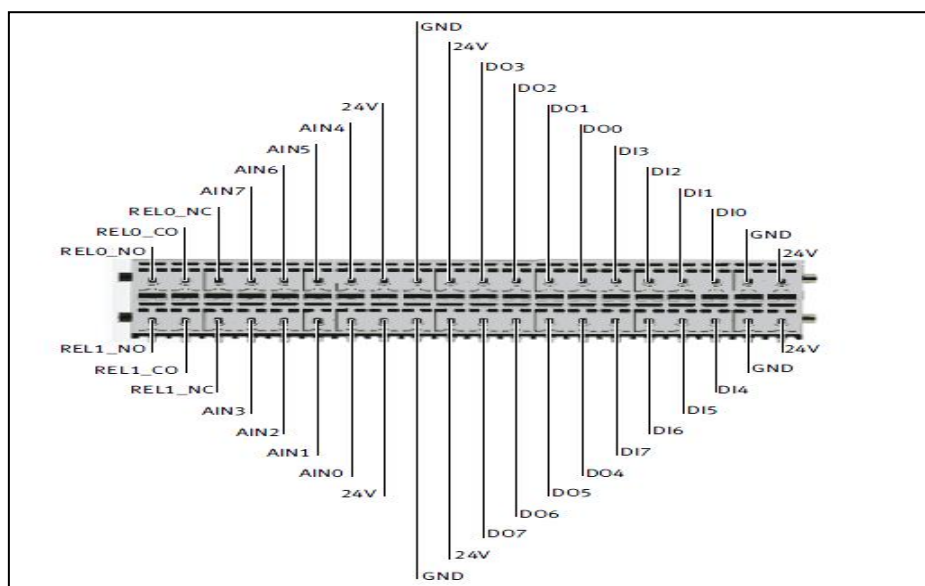 GND
24V
DO3
DO2
24V
DO1
AIN4
DO0
AIN5
DI3
AIN6
DI2
AIN7
DI1
REL0_NC
DI0
REL0_CO
GND
REL0_NO
24V
REL1_NO
24V
REL1_CO
GND
REL1_NC
DI4
AIN3
DI5
AIN2
DI6
AIN1
DI7
AIN0
DO4
24V
DO5
DO6
DO7
24V
GND